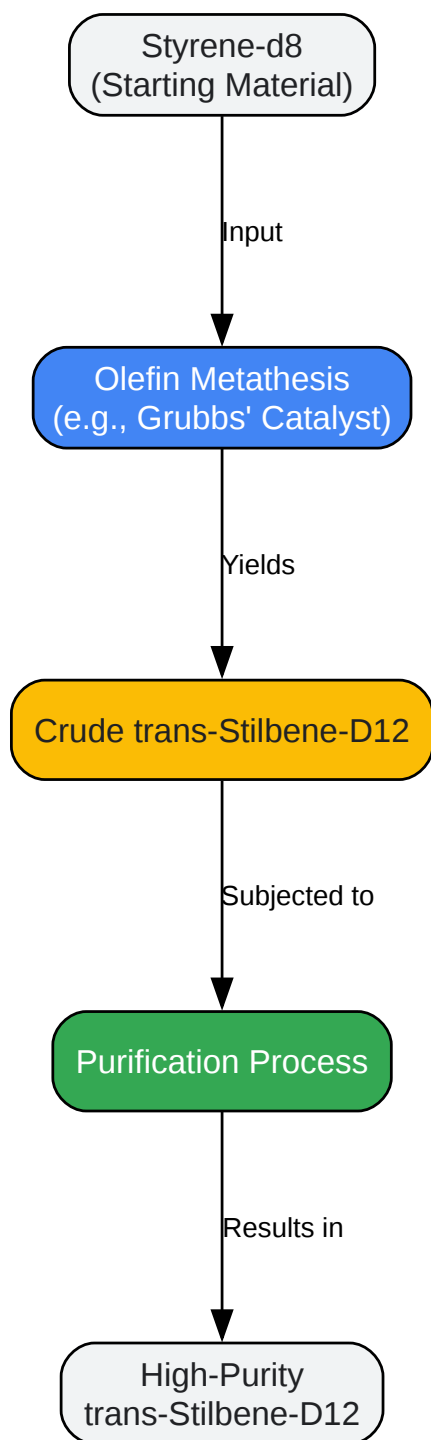 Styrene-d8
(Starting Material)
Input
Olefin Metathesis
(e.g., Grubbs' Catalyst)
Yields
Crude trans-Stilbene-D12
Subjected to
Purification Process
Results in
High-Purity
trans-Stilbene-D12